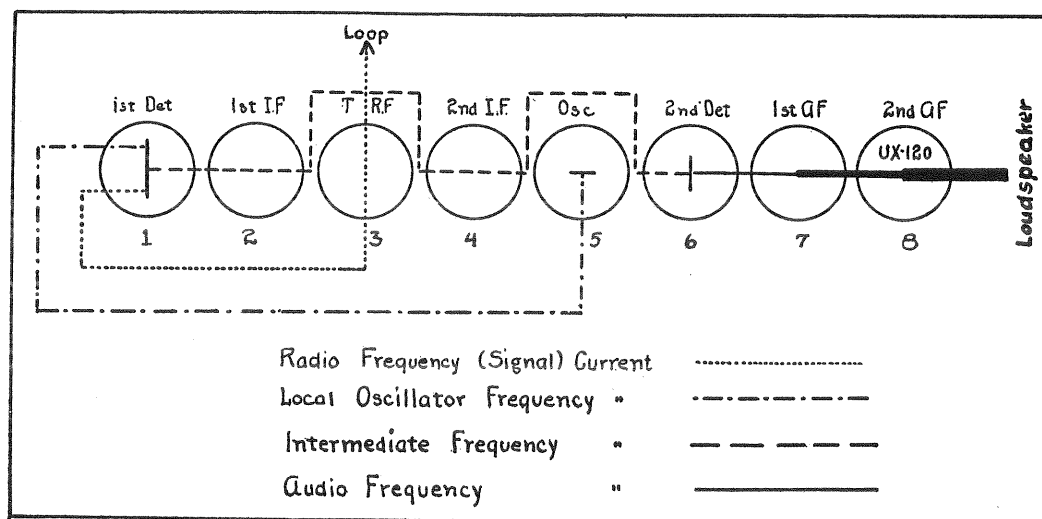 Loop
ist Det 1st I.F T R.F 2nd I.F. Osc 2nd Det 1st AF 2nd AF
UX-120
Loudspeaker
1 2 3 4 5 6 7 8
Radio Frequency (Signal) Current
Local Oscillator Frequency "
Intermediate Frequency "
Audio Frequency "